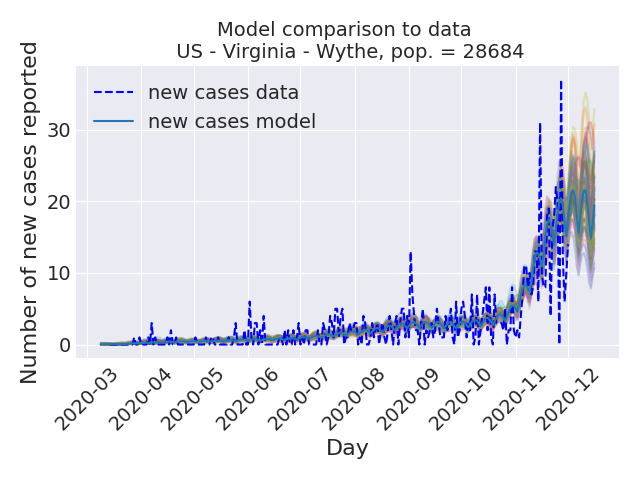 Model comparison to data
US - Virginia - Wythe, pop. = 28684
Number of new cases reported
new cases data
new cases model
30
20
10
0
2020-03
2020-04
2020-05
2020-06
2020-07
2020-08
2020-09
2020-10
2020-11
2020-12
Day